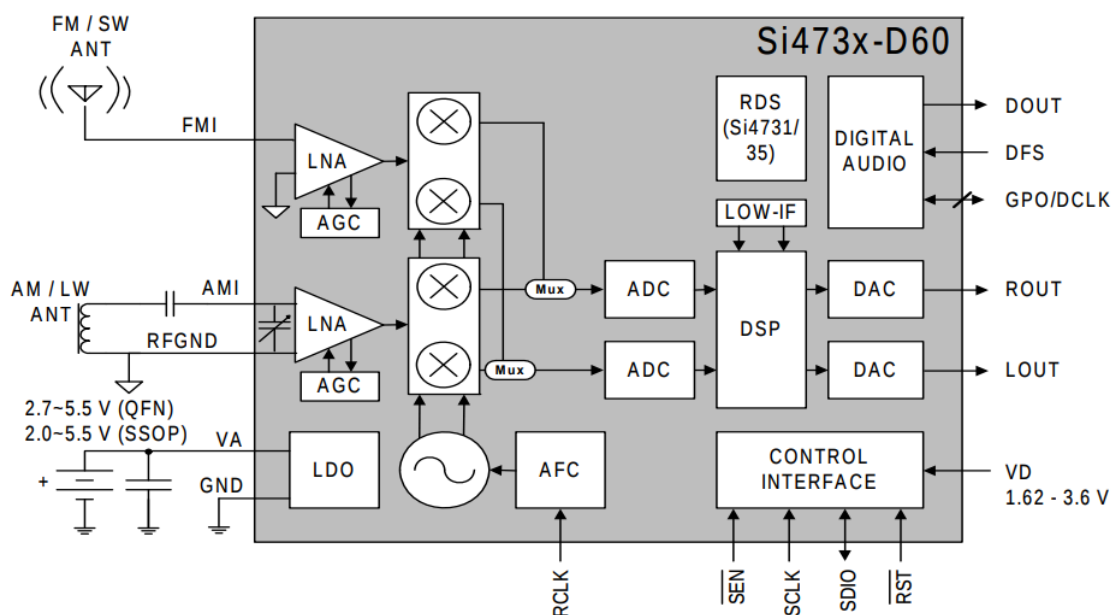 FM / SW
ANT
Si473x-D60
FMI
LNA
AGC
RDS
(Si4731/
35)
DIGITAL
AUDIO
DOUT
DFS
GPO/DCLK
LOW-IF
AM / LW
ANT
AMI
RFGND
LNA
AGC
Mux
Mux
ADC
ADC
DSP
DAC
DAC
ROUT
LOUT
2.7~5.5 V (QFN)
2.0~5.5 V (SSOP)
VA
+
GND
LDO
AFC
CONTROL
INTERFACE
VD
1.62 - 3.6 V
RCLK
SEN
SCLK
SDIO
RST